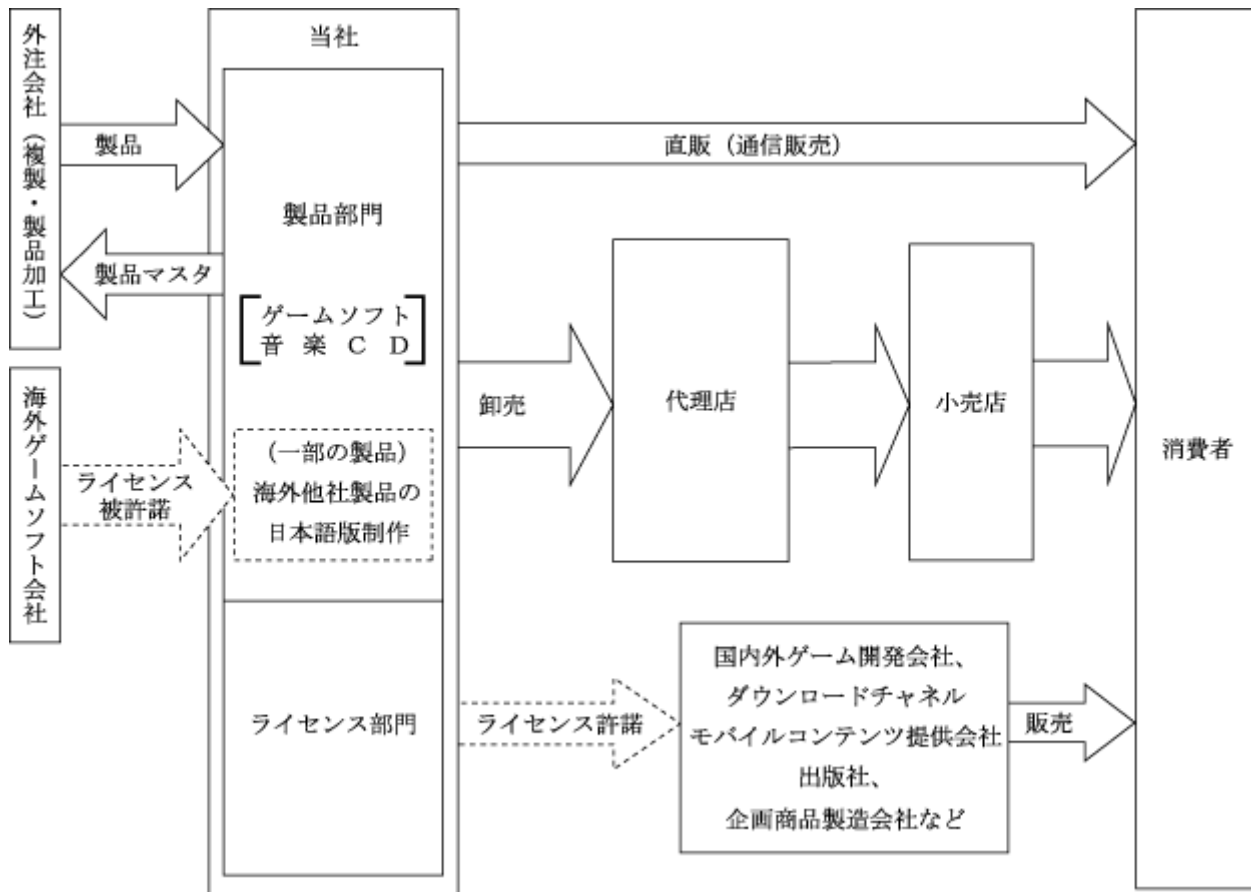 外注会社（複製・製品加工）
海外ゲームソフト会社
製品
製品マスタ
ライセンス
被許諾
当社
製品部門
ゲームソフト
音楽ＣＤ
（一部の製品）
海外他社製品の
日本語版制作
ライセンス部門
直販（通信販売）
卸売
代理店
小売店
ライセンス許諾
国内外ゲーム開発会社、
ダウンロードチャネル
モバイルコンテンツ提供会社
出版社、
企画商品製造会社など
販売
消費者